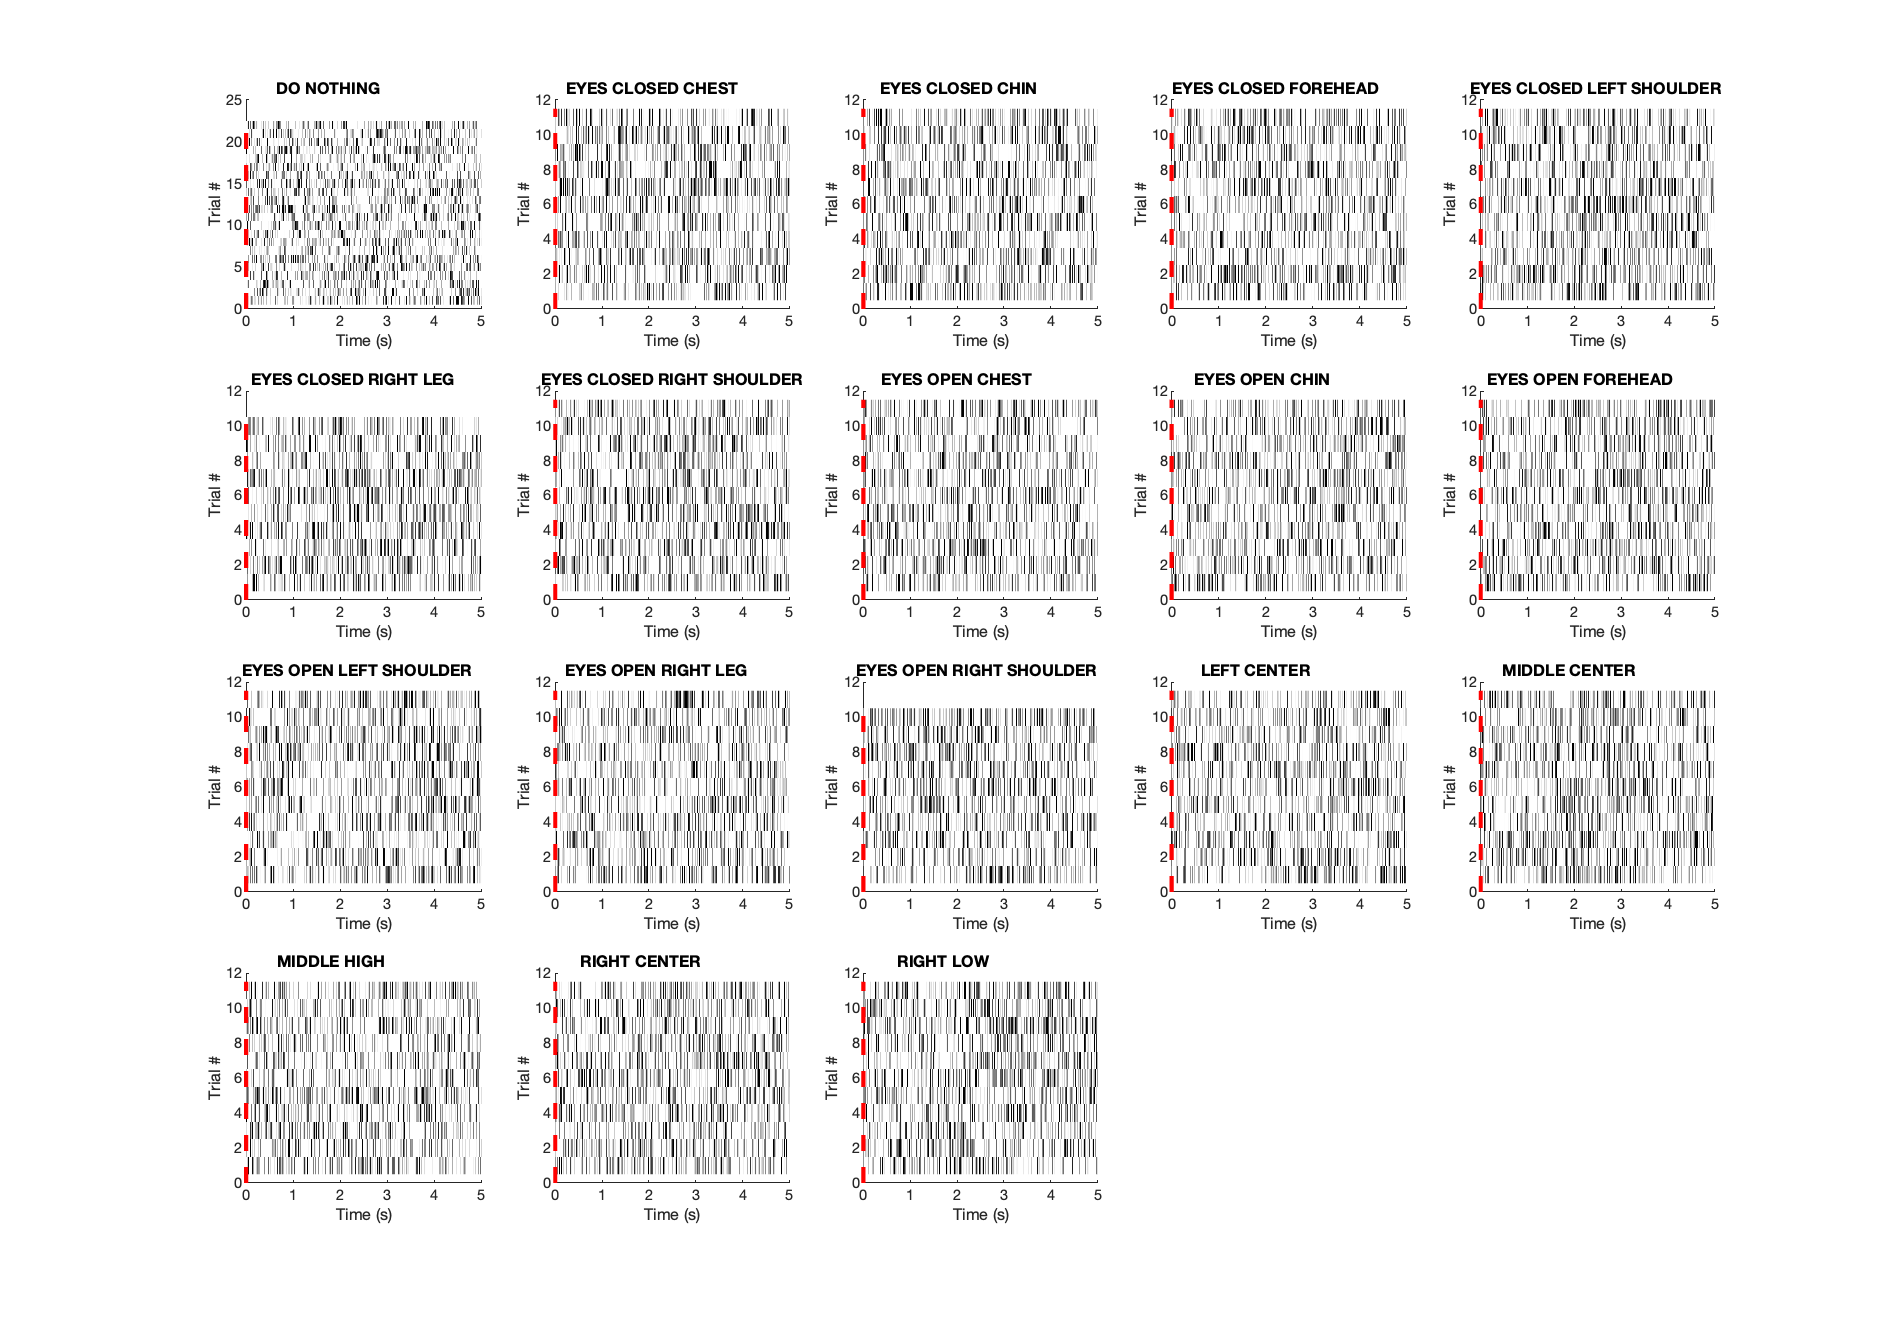 DO NOTHING
25
20
15
10
5
0
Trial #
0 1 2 3 4 5
Time (s)
EYES CLOSED CHEST
12
10
8
6
4
2
0
Trial #
0 1 2 3 4 5
Time (s)
EYES CLOSED CHIN
12
10
8
6
4
2
0
Trial #
0 1 2 3 4 5
Time (s)
EYES CLOSED FOREHEAD
12
10
8
6
4
2
0
Trial #
0 1 2 3 4 5
Time (s)
EYES CLOSED LEFT SHOULDER
12
10
8
6
4
2
0
Trial #
0 1 2 3 4 5
Time (s)
EYES CLOSED RIGHT LEG
12
10
8
6
4
2
0
Trial #
0 1 2 3 4 5
Time (s)
EYES CLOSED RIGHT SHOULDER
12
10
8
6
4
2
0
Trial #
0 1 2 3 4 5
Time (s)
EYES OPEN CHEST
12
10
8
6
4
2
0
Trial #
0 1 2 3 4 5
Time (s)
EYES OPEN CHIN
12
10
8
6
4
2
0
Trial #
0 1 2 3 4 5
Time (s)
EYES OPEN FOREHEAD
12
10
8
6
4
2
0
Trial #
0 1 2 3 4 5
Time (s)
EYES OPEN LEFT SHOULDER
12
10
8
6
4
2
0
Trial #
0 1 2 3 4 5
Time (s)
EYES OPEN RIGHT LEG
12
10
8
6
4
2
0
Trial #
0 1 2 3 4 5
Time (s)
EYES OPEN RIGHT SHOULDER
12
10
8
6
4
2
0
Trial #
0 1 2 3 4 5
Time (s)
LEFT CENTER
12
10
8
6
4
2
0
Trial #
0 1 2 3 4 5
Time (s)
MIDDLE CENTER
12
10
8
6
4
2
0
Trial #
0 1 2 3 4 5
Time (s)
MIDDLE HIGH
12
10
8
6
4
2
0
Trial #
0 1 2 3 4 5
Time (s)
RIGHT CENTER
12
10
8
6
4
2
0
Trial #
0 1 2 3 4 5
Time (s)
RIGHT LOW
12
10
8
6
4
2
0
Trial #
0 1 2 3 4 5
Time (s)